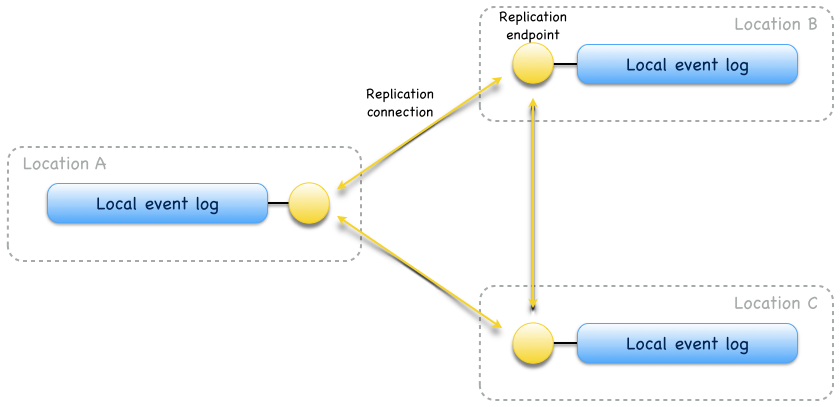 Replication
endpoint
Location B
Local event log
Replication
connection
Location A
Local event log
Location C
Local event log